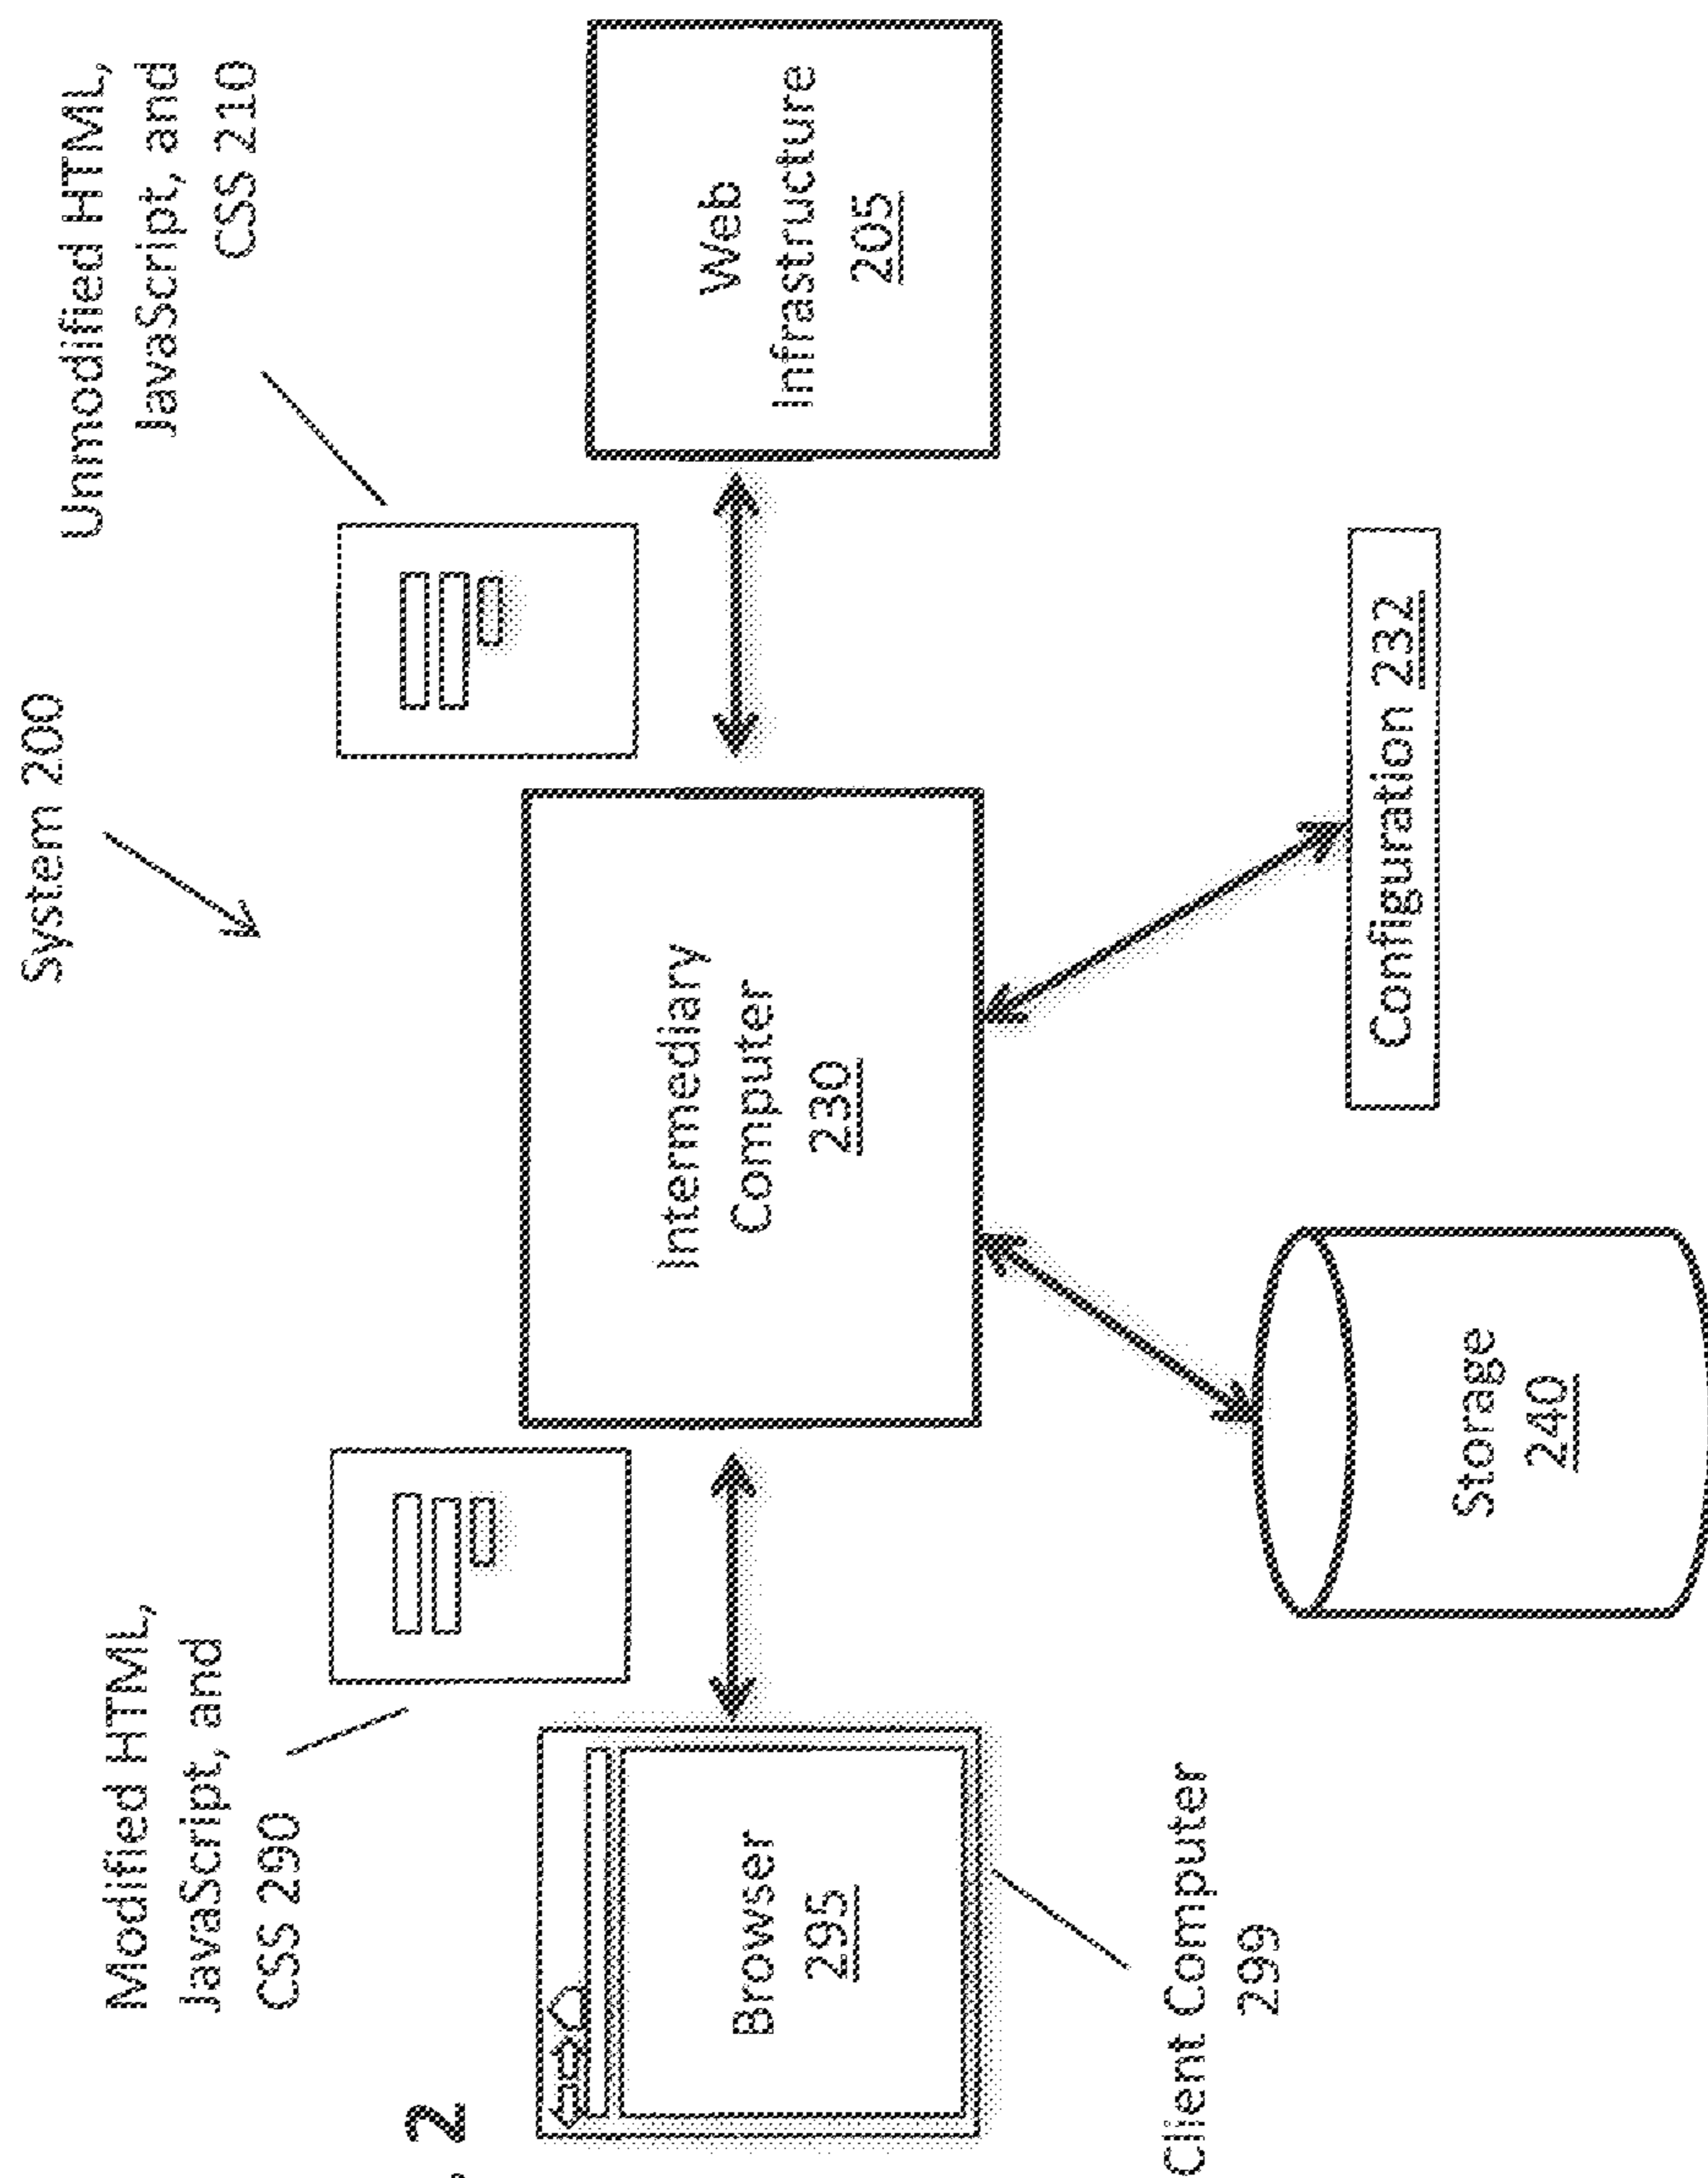 System 200
Unmodified HTML,
JavaScript, and
CSS 210
Modified HTML,
JavaScript, and
CSS 290
Browser
295
Intermediary
Computer
230
Web
Infrastructure
205
Client Computer
299
Storage
240
Configuration 232
2